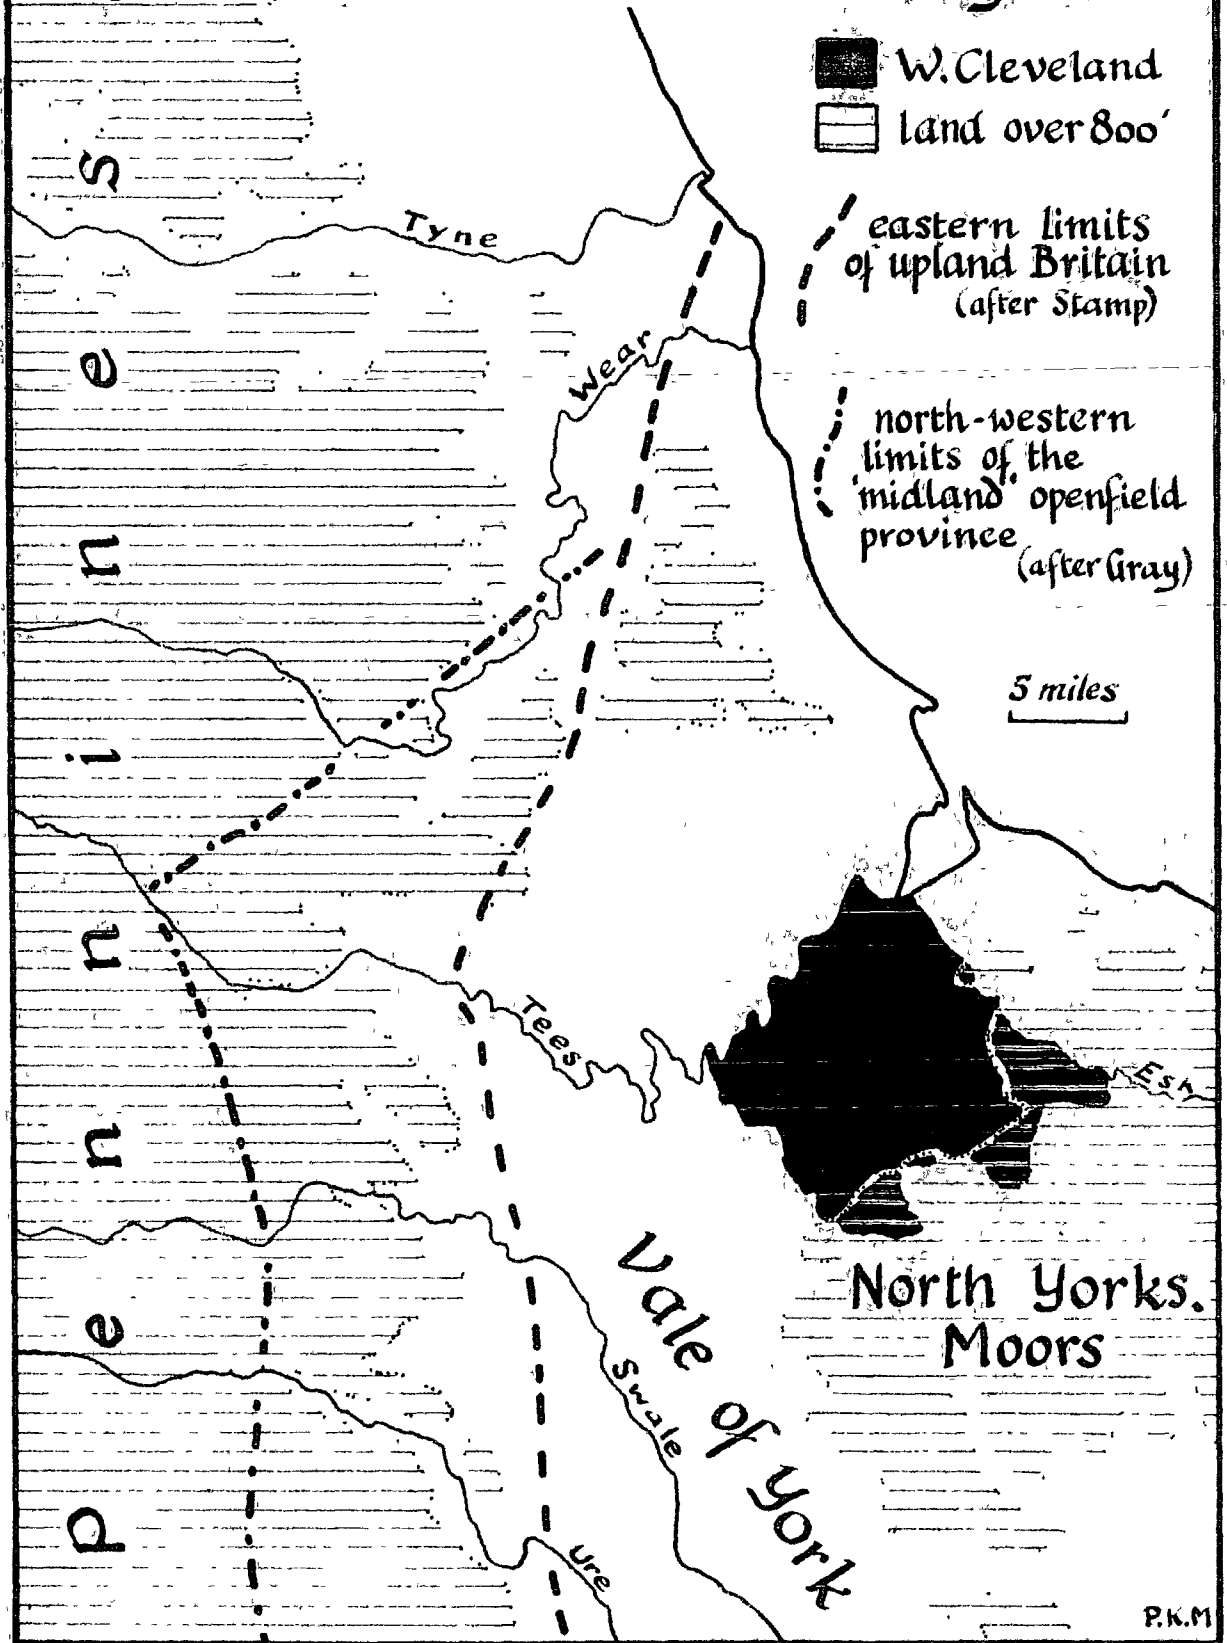 W. Cleveland
land over 800'
eastern limits
of upland Britain
(after Stamp)
north-western
limits of the
'midland' openfield
province
(after Gray)
5 miles
Tyne
Wear
Tees
Esk
Swale
Ure
Pennines
Vale of York
North Yorks.
Moors
P.K.M